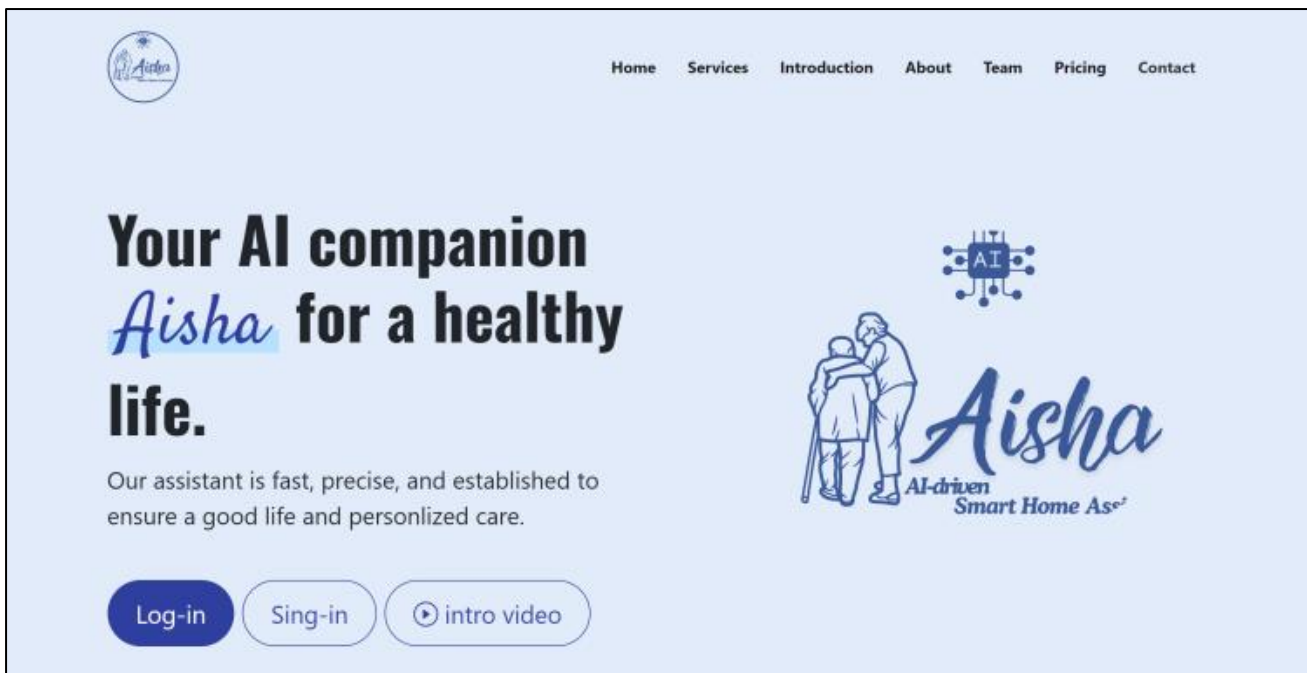 Aisha
Home Services Introduction About Team Pricing Contact
Your AI companion
Aisha for a healthy
life.
Our assistant is fast, precise, and established to
ensure a good life and personlized care.
Log-in Sing-in intro video
AI
Aisha
AI-driven
Smart Home